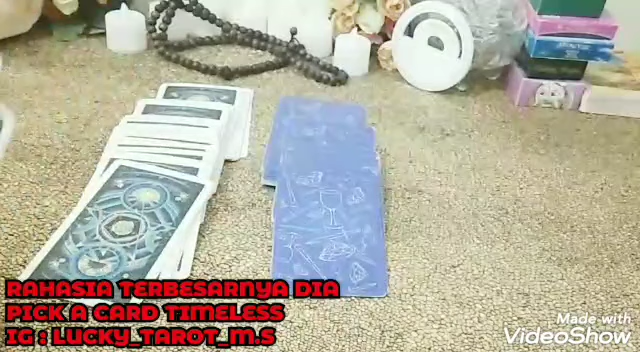 RAHASIA TERBESARNYA DIA
PICK A CARD TIMELESS
IG : LUCKY_TAROT_M.S
Made with
VideoShow